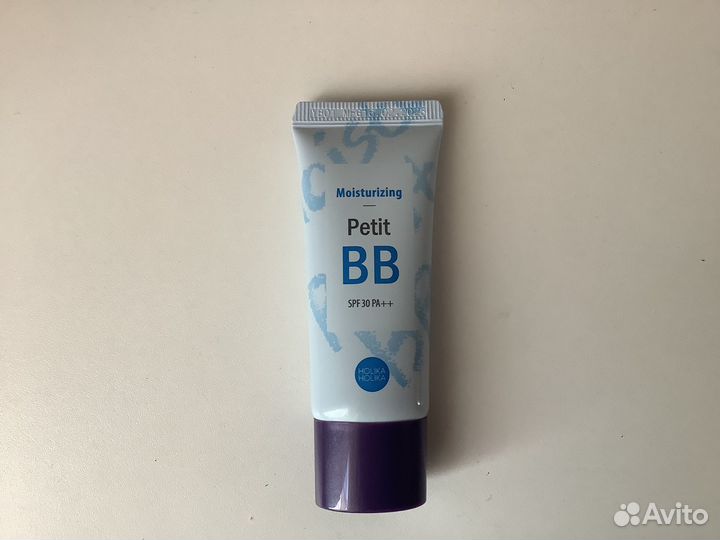 Moisturizing
Petit
BB
SPF 30 PA++
HOLIKA
HOLIKA
Avito